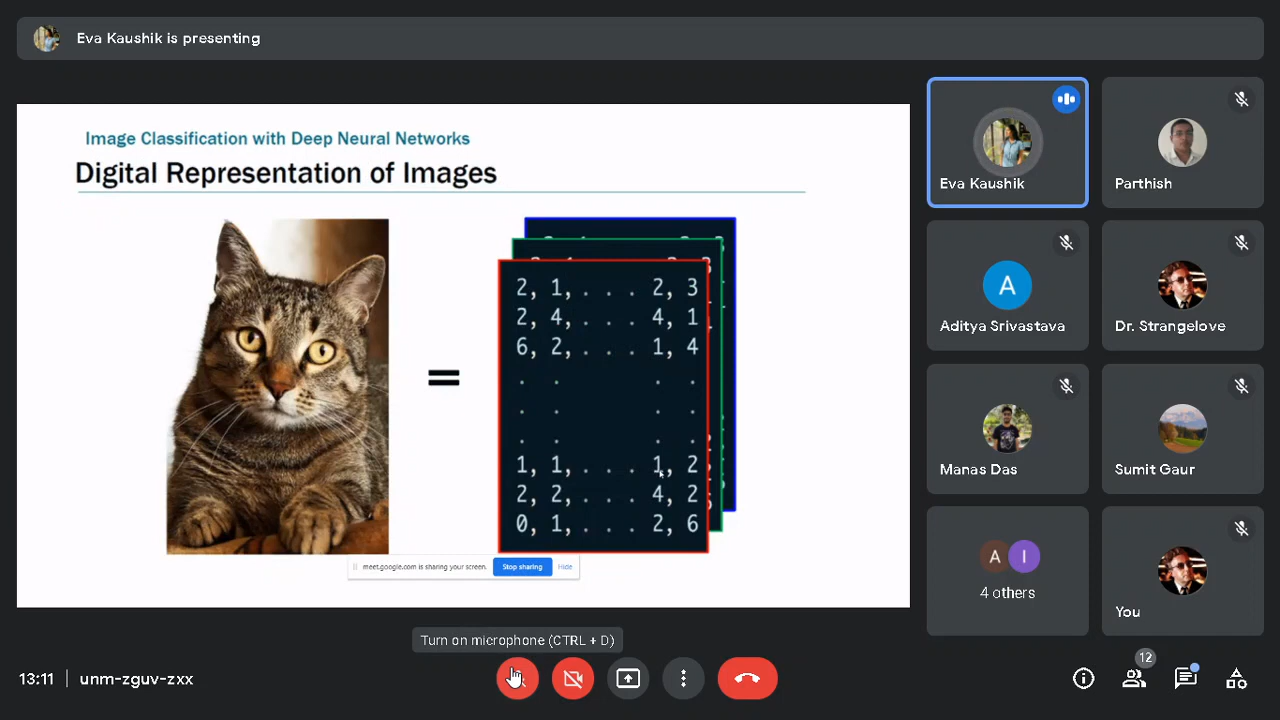 Eva Kaushik is presenting
Image Classification with Deep Neural Networks
Digital Representation of Images
=
2, 1, . . . 2, 3
2, 4, . . . 4, 1
6, 2, . . . 1, 4
. . . .
. . . .
. . . .
1, 1, . . . 1, 2
2, 2, . . . 4, 2
0, 1, . . . 2, 6
meet.google.com is sharing your screen.
Stop sharing
Hide
Eva Kaushik
Parthish
A
Aditya Srivastava
Dr. Strangelove
Manas Das
Sumit Gaur
A I
4 others
You
Turn on microphone (CTRL + D)
13:11 | unm-zguv-zxx
12